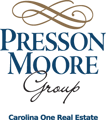 PRESSON
MOORE
Group
Carolina One Real Estate